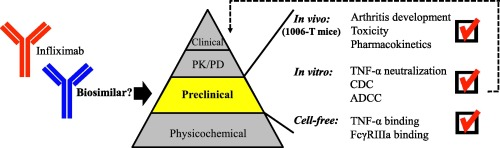 Infliximab
Biosimilar?
Clinical
PK/PD
Preclinical
Physicochemical
In vivo:
(1006-T mice)
Arthritis development
Toxicity
Pharmacokinetics
In vitro:
TNF-α neutralization
CDC
ADCC
Cell-free:
TNF-α binding
FcγRIIIa binding